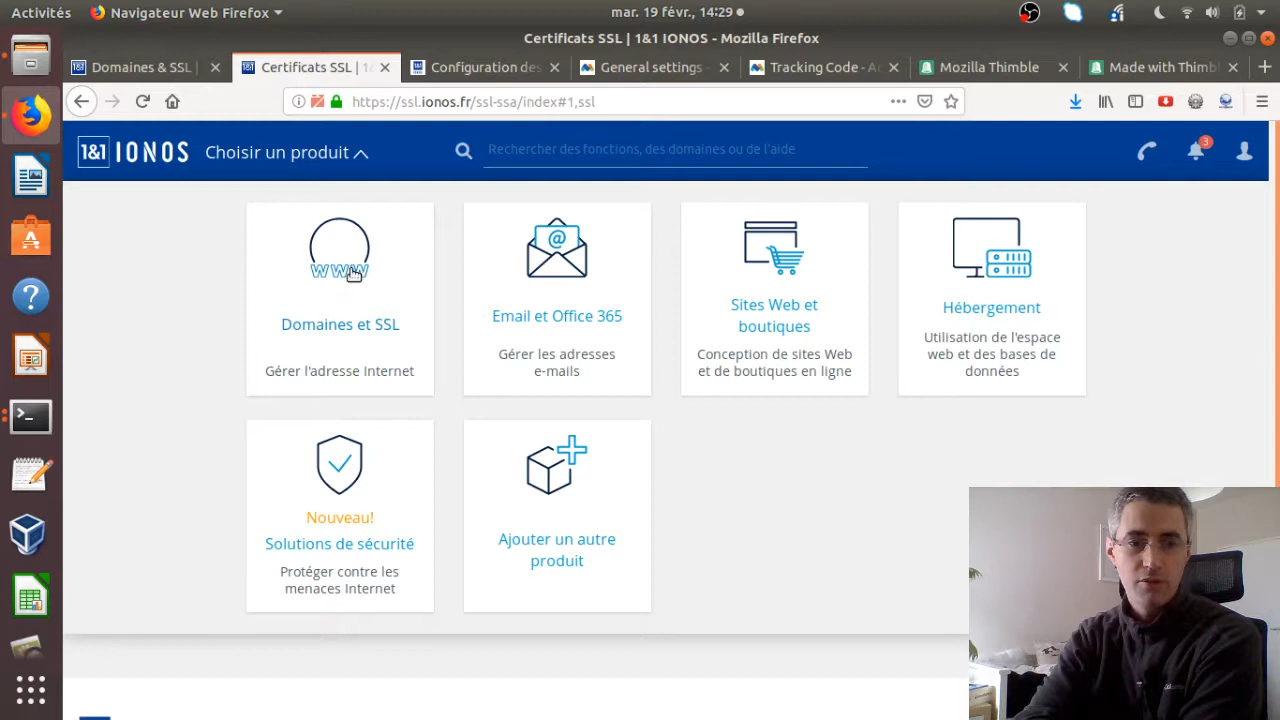 Activités
Navigateur Web Firefox
mar. 19 févr., 14:29
Certificats SSL | 1&1 IONOS - Mozilla Firefox
Domaines & SSL |
Certificats SSL | 1
Configuration des
General settings -
Tracking Code - A
Mozilla Thimble
Made with Thimb
https://ssl.ionos.fr/ssl-ssa/index#1,ssl
1&1 IONOS
Choisir un produit
Rechercher des fonctions, des domaines ou de l'aide
3
WWW
Domaines et SSL
Gérer l'adresse Internet
@
Email et Office 365
Gérer les adresses
e-mails
Sites Web et
boutiques
Conception de sites Web
et de boutiques en ligne
Hébergement
Utilisation de l'espace
web et des bases de
données
Nouveau!
Solutions de sécurité
Protéger contre les
menaces Internet
Ajouter un autre
produit